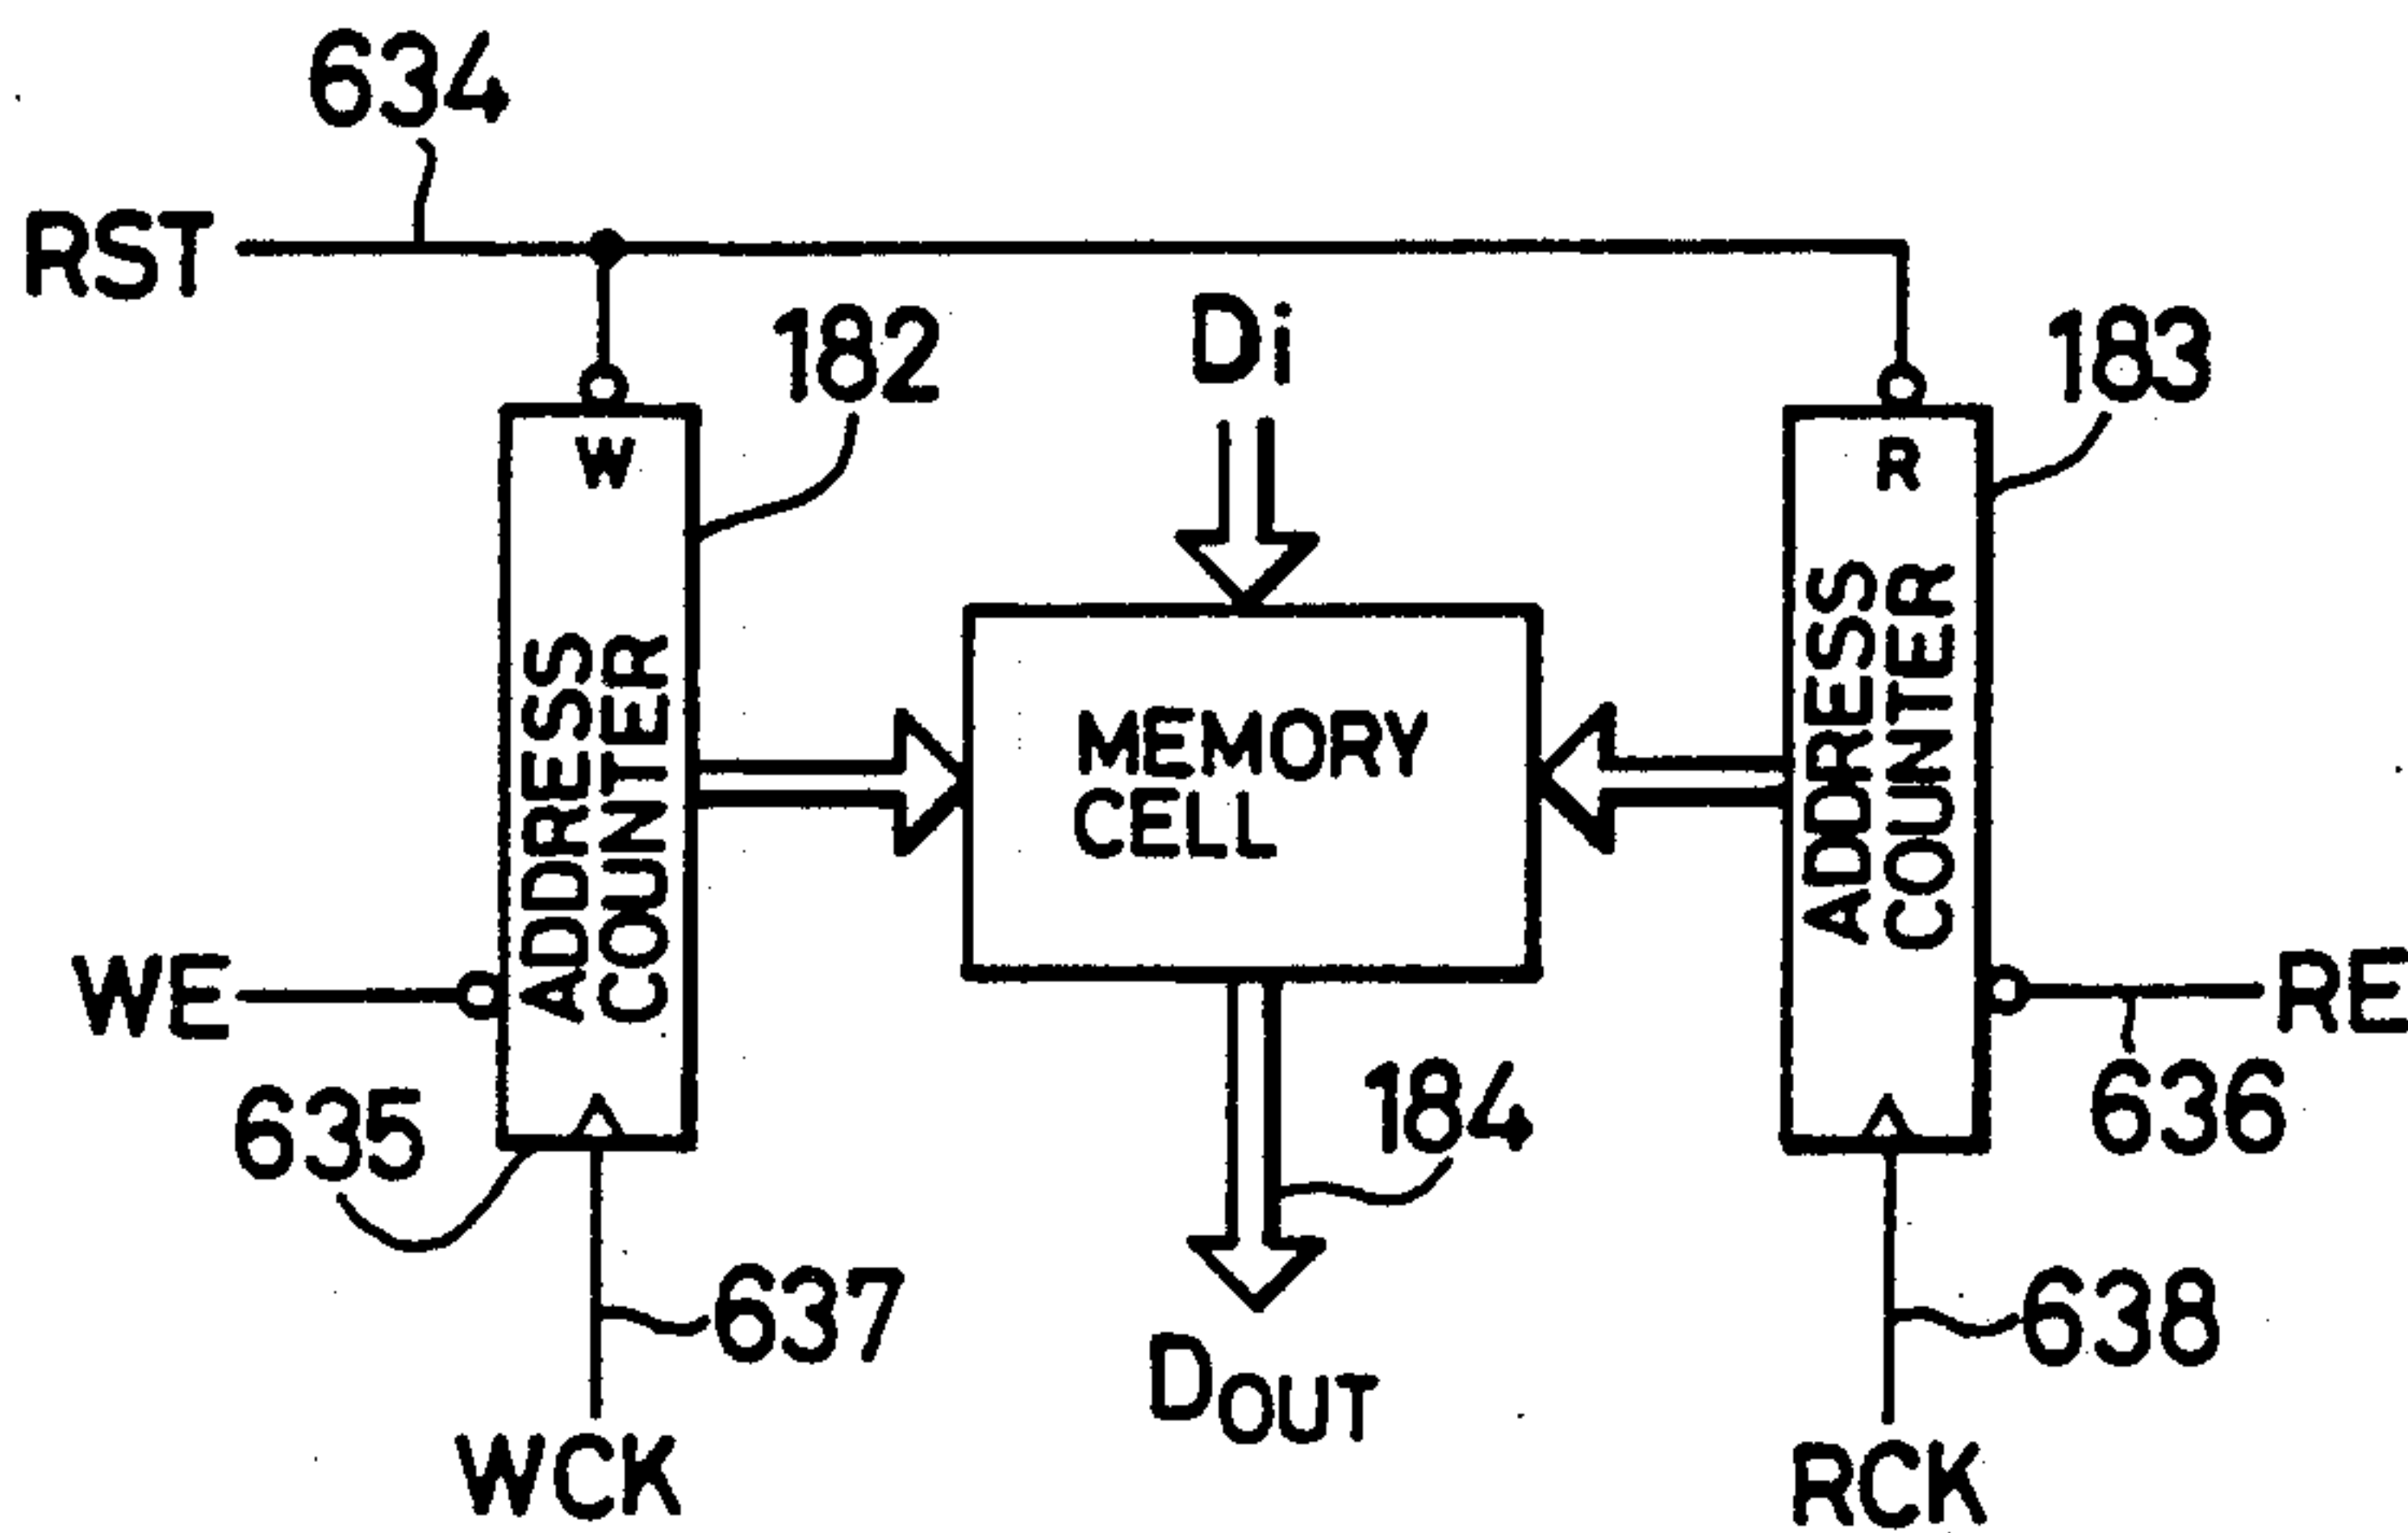 634
RST
182
Di
183
W
R
ADDRESS
COUNTER
MEMORY
CELL
ADDRESS
COUNTER
WE
RE
635
184
636
637
638
DOUT
WCK
RCK